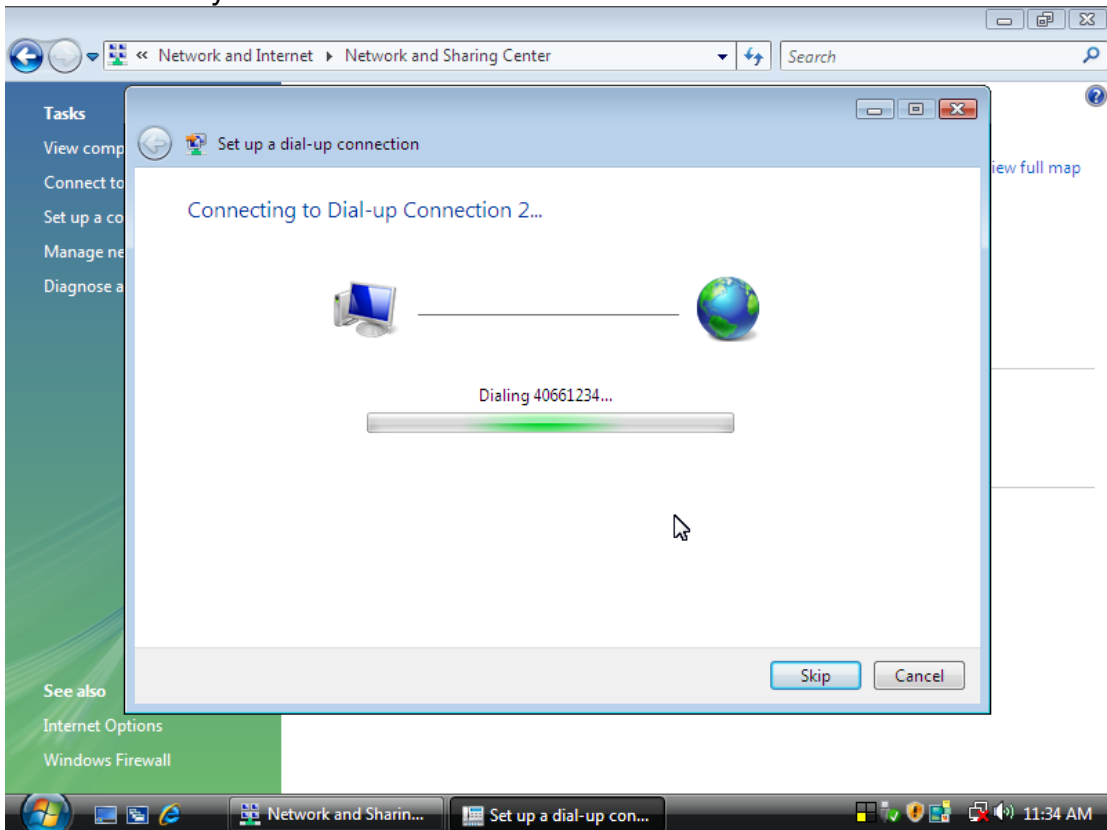 « Network and Internet ▸ Network and Sharing Center
Search
Tasks
View comp
Connect to
Set up a co
Manage ne
Diagnose a
iew full map
Set up a dial-up connection
Connecting to Dial-up Connection 2...
Dialing 40661234...
Skip
Cancel
See also
Internet Options
Windows Firewall
Network and Sharin...
Set up a dial-up con...
11:34 AM